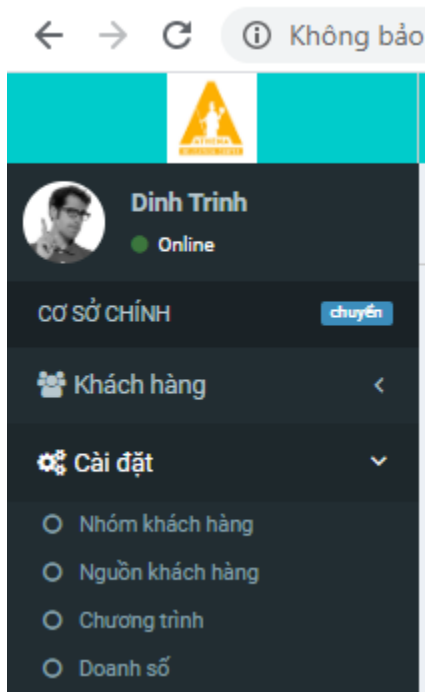 Không bảo
ATHENA
Dinh Trinh
Online
CƠ SỞ CHÍNH
chuyển
Khách hàng
Cài đặt
Nhóm khách hàng
Nguồn khách hàng
Chương trình
Doanh số